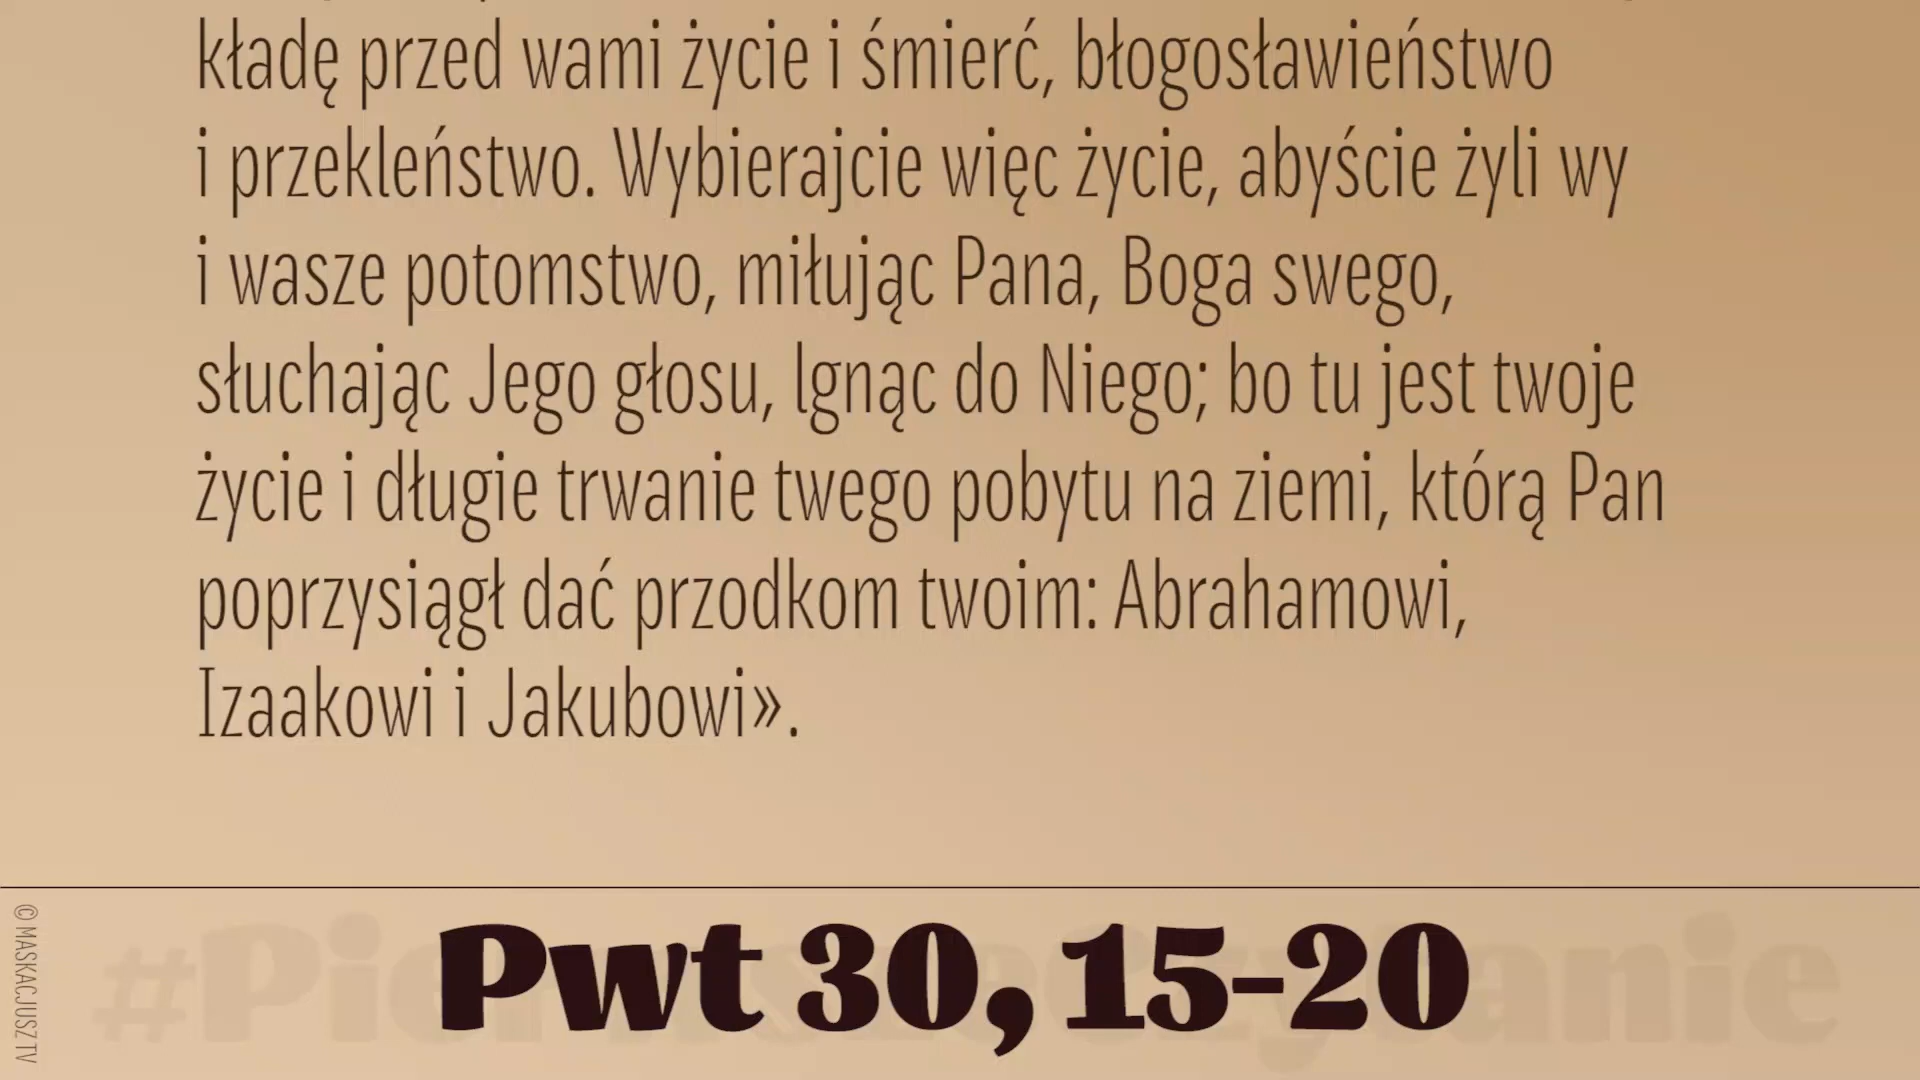 kładę przed wami życie i śmierć, błogosławieństwo
i przekleństwo. Wybierajcie więc życie, abyście żyli wy
i wasze potomstwo, miłując Pana, Boga swego,
słuchając Jego głosu, lgnąc do Niego; bo tu jest twoje
życie i długie trwanie twego pobytu na ziemi, którą Pan
poprzysiągł dać przodkom twoim: Abrahamowi,
Izaakowi i Jakubowi».
#PierwszeCzytanie
Pwt 30, 15-20
© MASKACJUSZ TV